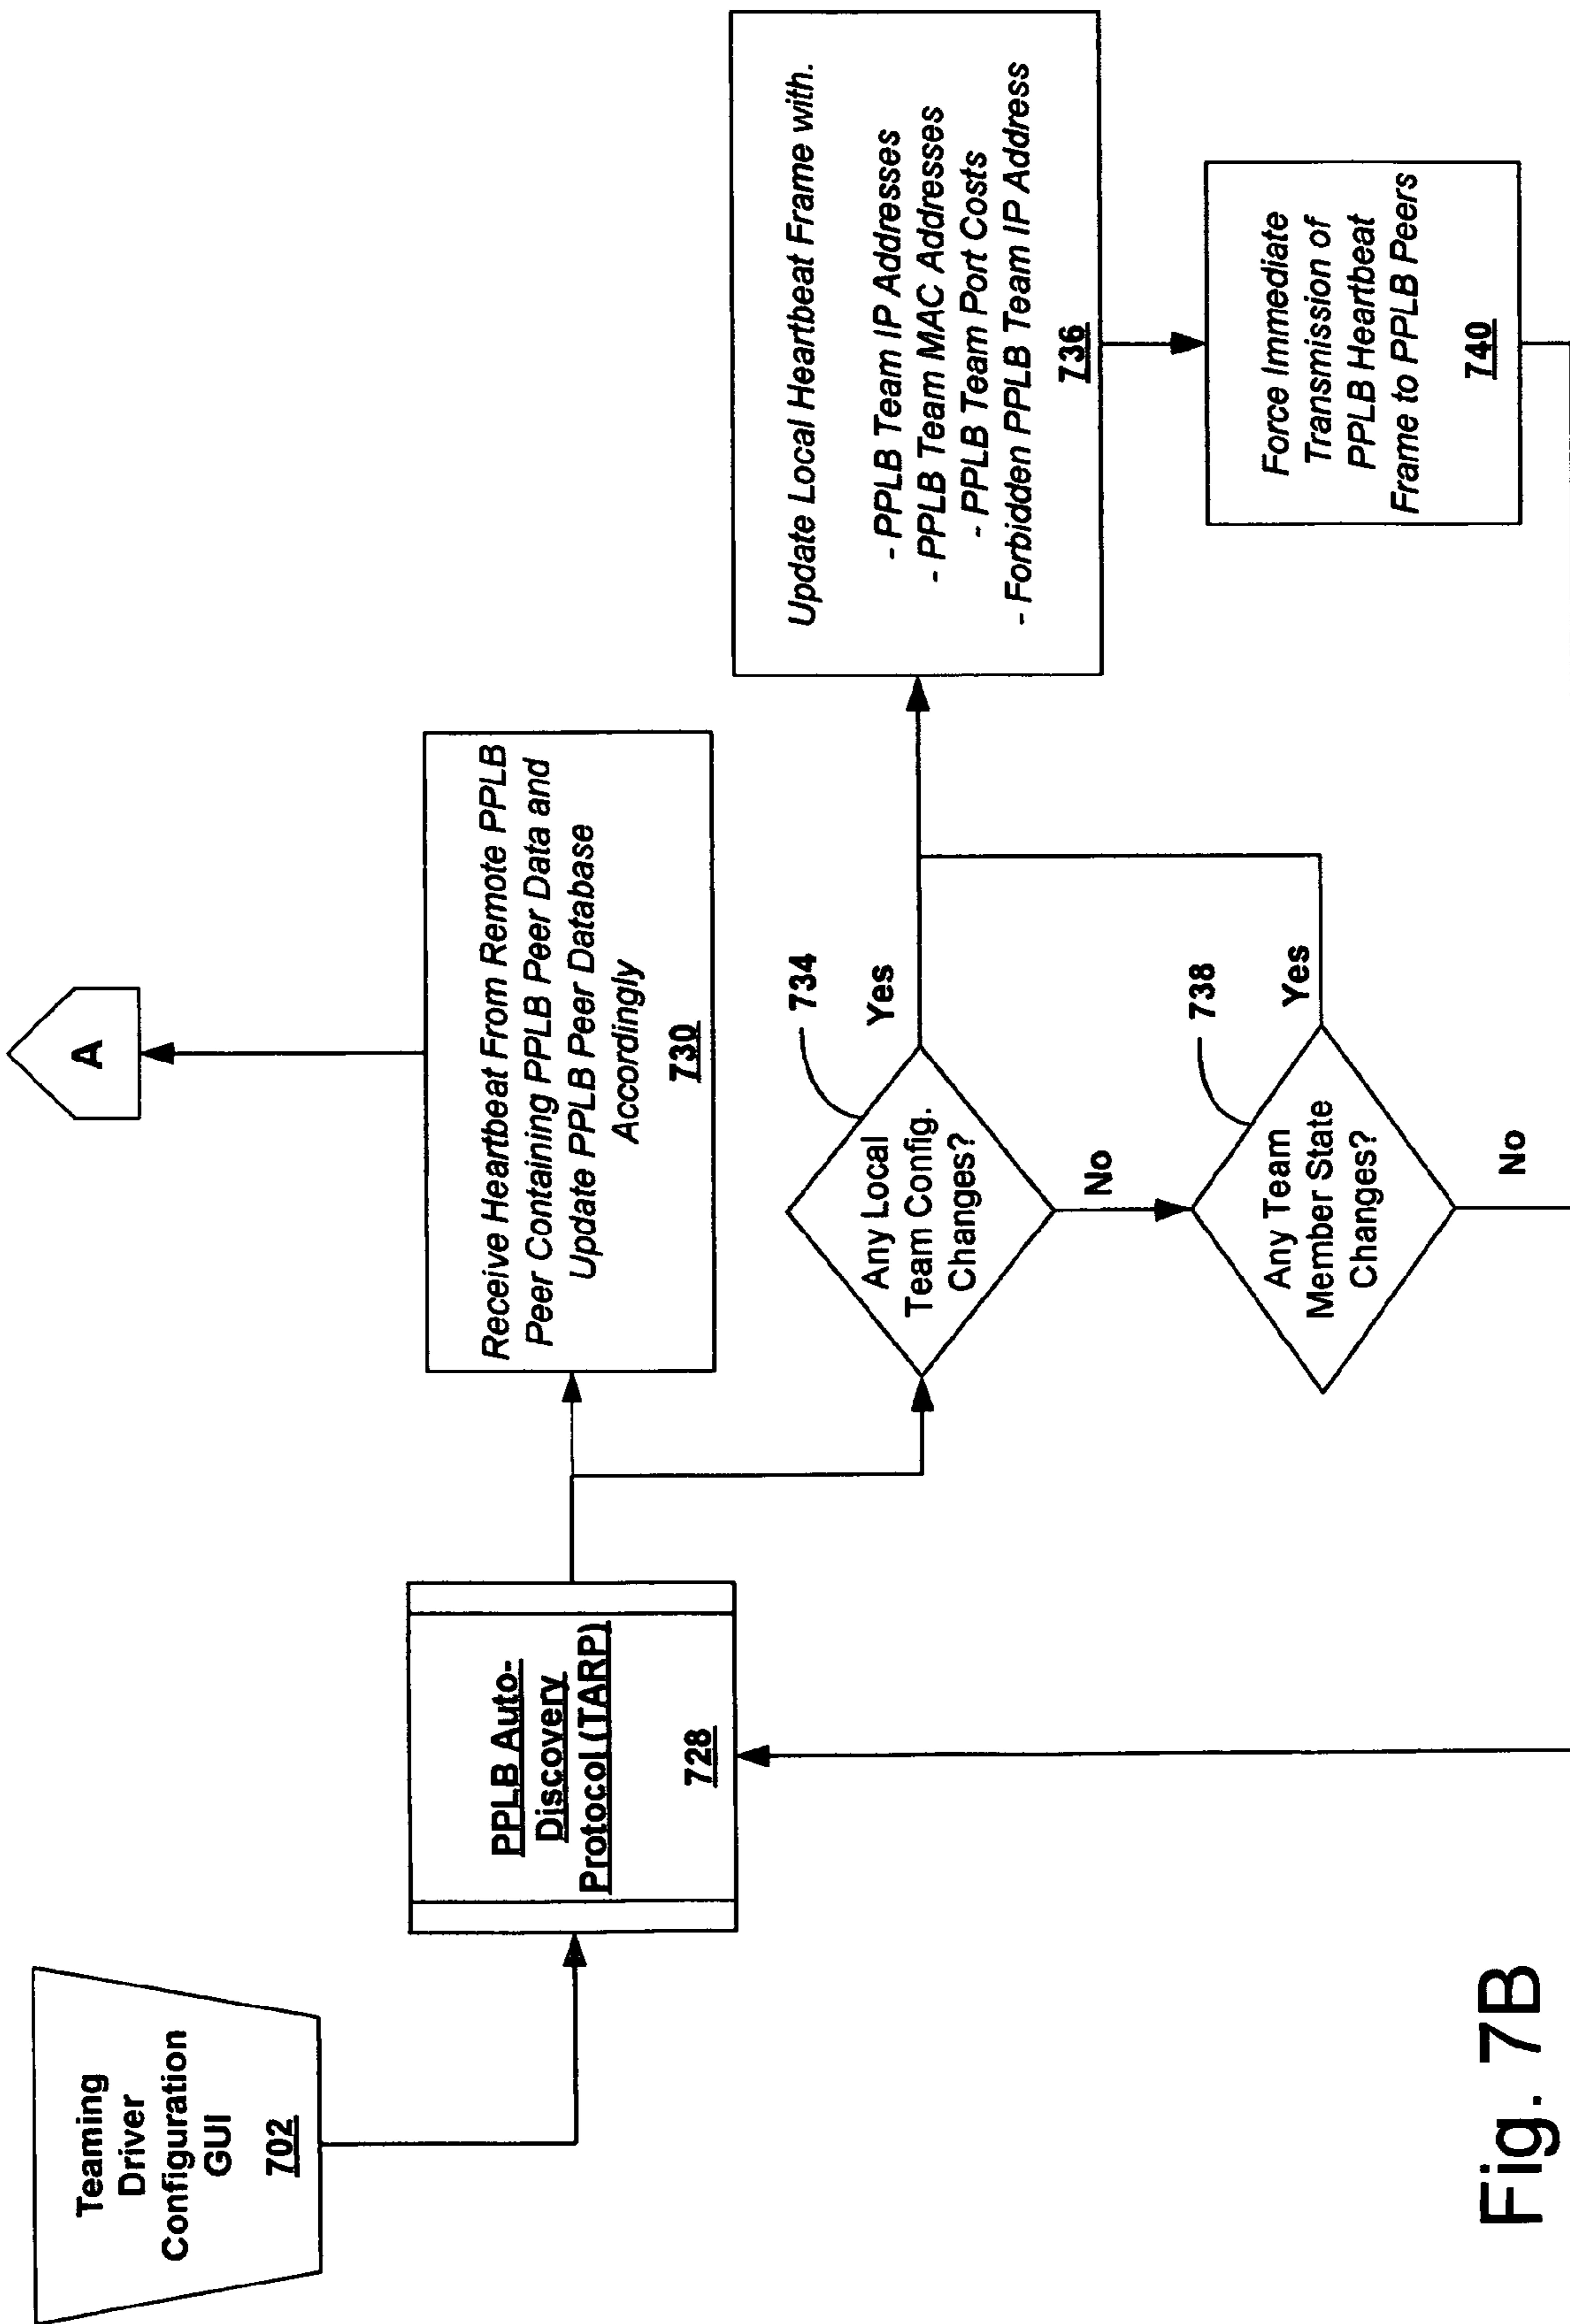 Teaming
Driver
Configuration
GUI
702
PPLB Auto-
Discovery
Protocol (TARP)
728
A
Receive Heartbeat From Remote PPLB
Peer Containing PPLB Peer Data and
Update PPLB Peer Database
Accordingly
730
Any Local
Team Config.
Changes?
734
Yes
No
Any Team
Member State
Changes?
738
Yes
No
Update Local Heartbeat Frame with.
- PPLB Team IP Addresses
- PPLB Team MAC Addresses
- PPLB Team Port Costs
- Forbidden PPLB Team IP Address
736
Force Immediate
Transmission of
PPLB Heartbeat
Frame to PPLB Peers
740
Fig. 7B